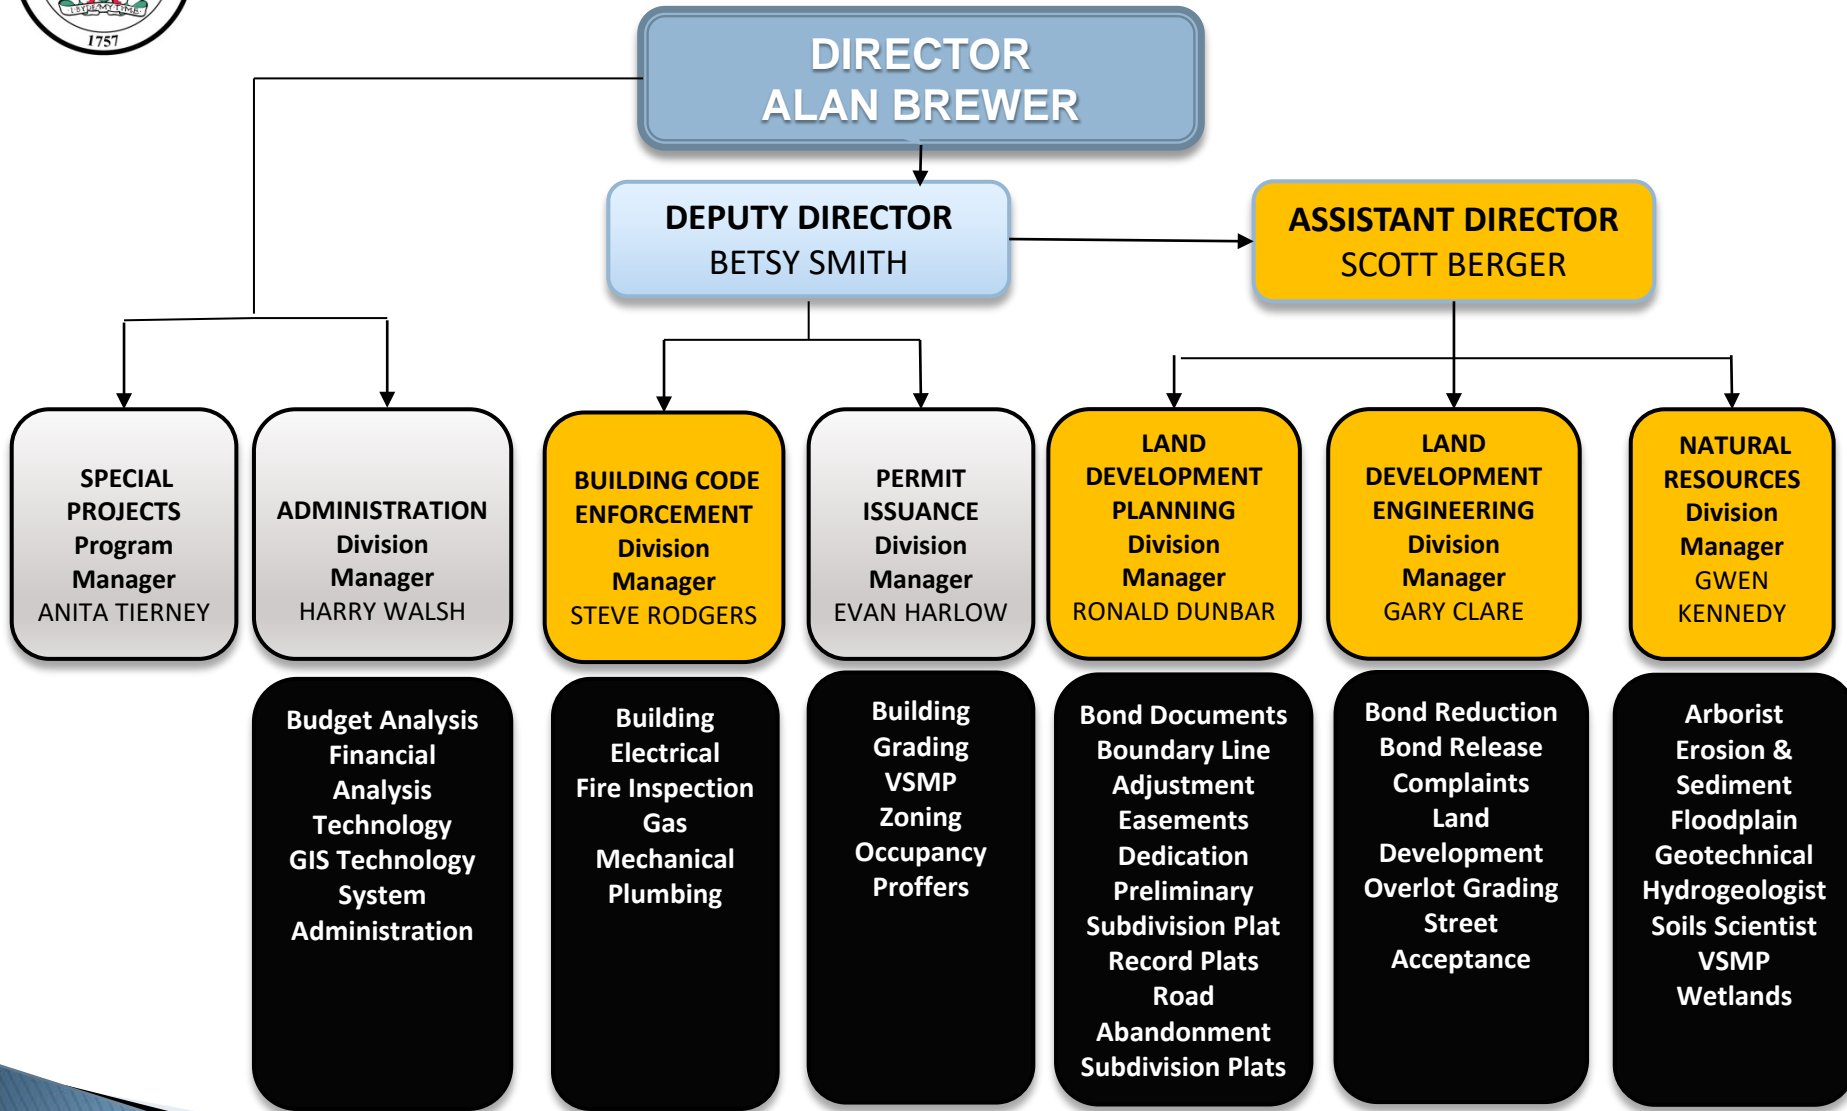 I·BYDE·MY·TYME
1757
DIRECTOR
ALAN BREWER
DEPUTY DIRECTOR
BETSY SMITH
ASSISTANT DIRECTOR
SCOTT BERGER
SPECIAL
PROJECTS
Program
Manager
ANITA TIERNEY
ADMINISTRATION
Division
Manager
HARRY WALSH
BUILDING CODE
ENFORCEMENT
Division
Manager
STEVE RODGERS
PERMIT
ISSUANCE
Division
Manager
EVAN HARLOW
LAND
DEVELOPMENT
PLANNING
Division
Manager
RONALD DUNBAR
LAND
DEVELOPMENT
ENGINEERING
Division
Manager
GARY CLARE
NATURAL
RESOURCES
Division
Manager
GWEN
KENNEDY
Budget Analysis
Financial
Analysis
Technology
GIS Technology
System
Administration
Building
Electrical
Fire Inspection
Gas
Mechanical
Plumbing
Building
Grading
VSMP
Zoning
Occupancy
Proffers
Bond Documents
Boundary Line
Adjustment
Easements
Dedication
Preliminary
Subdivision Plat
Record Plats
Road
Abandonment
Subdivision Plats
Bond Reduction
Bond Release
Complaints
Land
Development
Overlot Grading
Street
Acceptance
Arborist
Erosion &
Sediment
Floodplain
Geotechnical
Hydrogeologist
Soils Scientist
VSMP
Wetlands